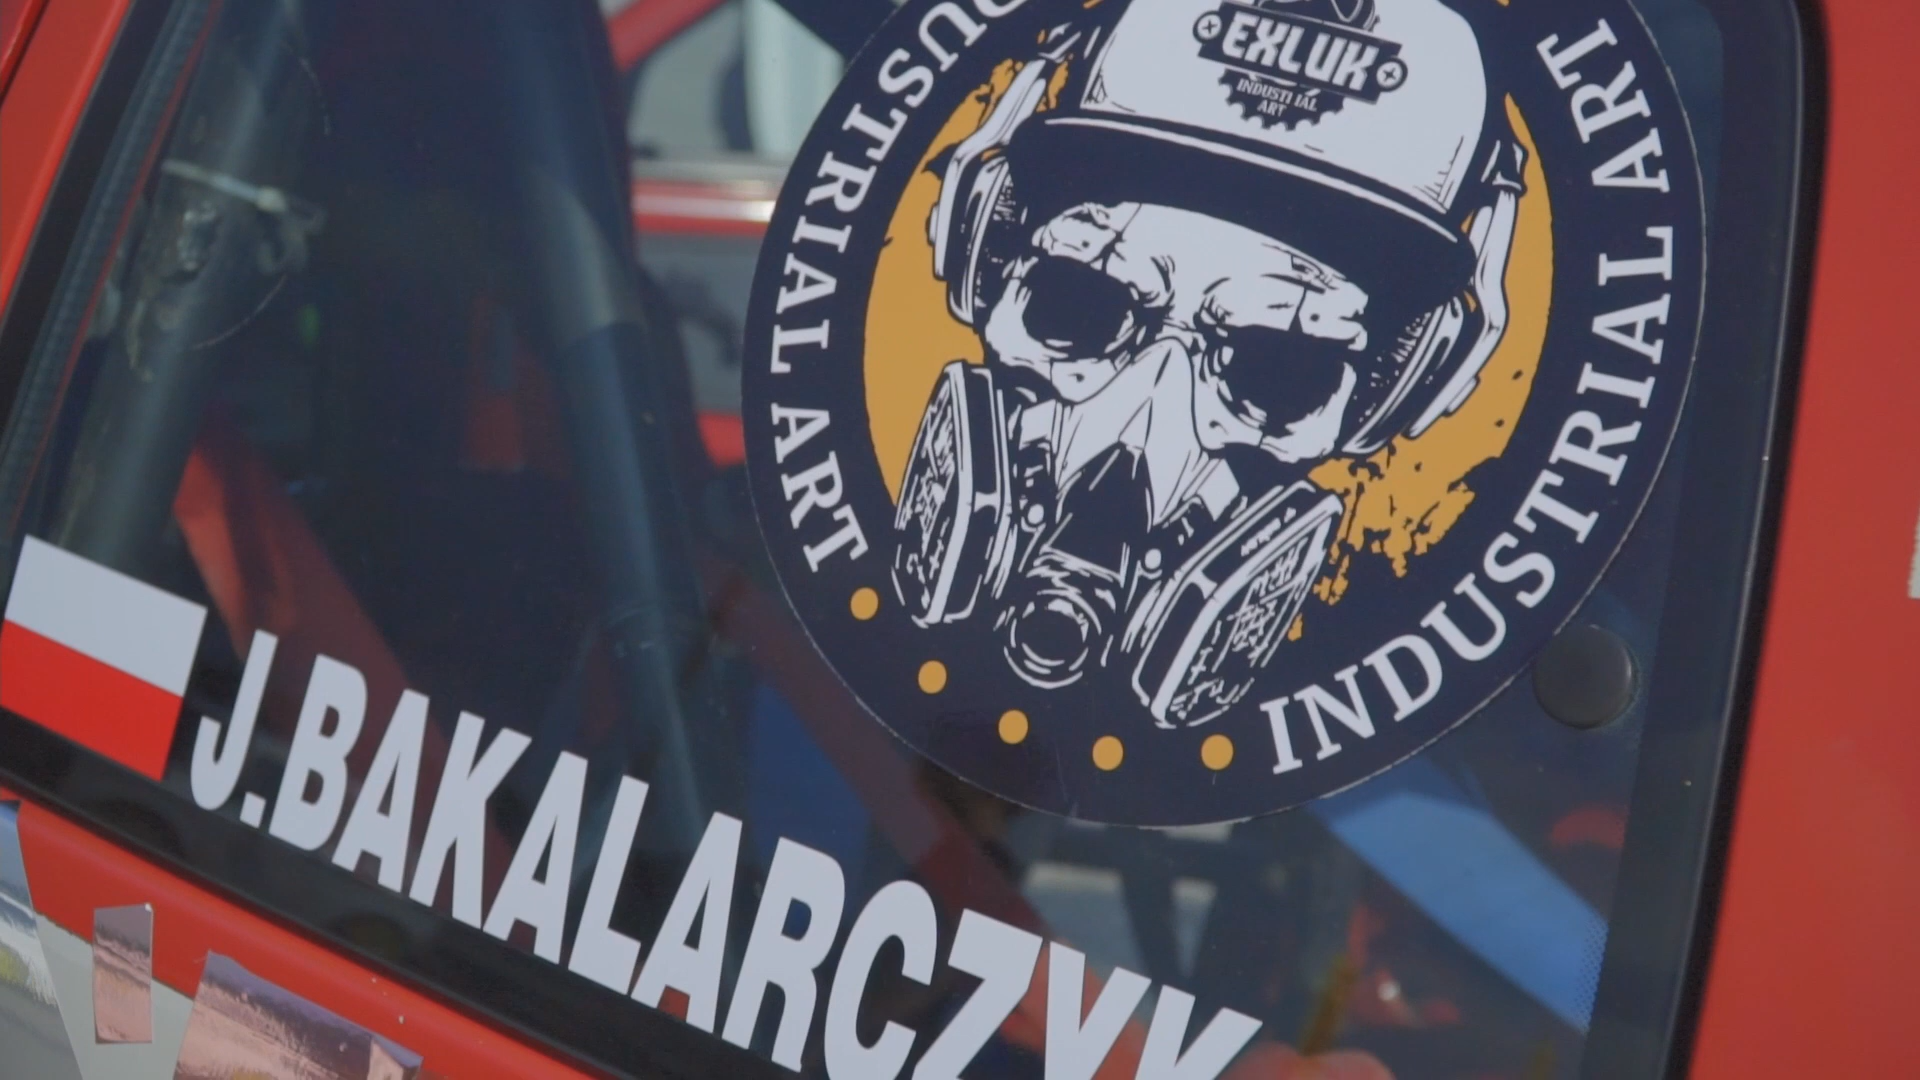 EXLUK
INDUSTRIAL
ART
INDUSTRIAL ART
INDUSTRIAL ART
J.BAKALARCZYK